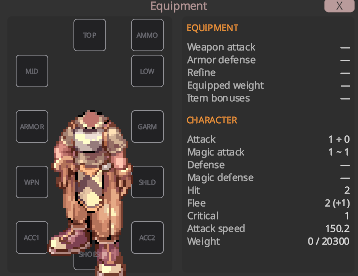 Equipment
X
TOP
AMMO
MID
LOW
ARMOR
GARM
WPN
SHLD
ACC1
ACC2
SHOES
EQUIPMENT
Weapon attack —
Armor defense —
Refine —
Equipped weight —
Item bonuses —
CHARACTER
Attack 1 + 0
Magic attack 1 ~ 1
Defense —
Magic defense —
Hit 2
Flee 2 (+1)
Critical 1
Attack speed 150.2
Weight 0 / 20300